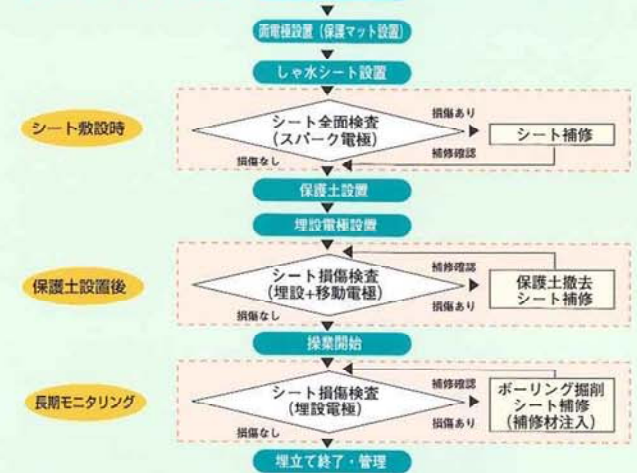 面電極設置(保護マット設置)
しゃ水シート設置
シート敷設時
シート全面検査
(スパーク電極)
損傷あり
シート補修
補修確認
損傷なし
保護土設置
埋設電極設置
保護土設置後
シート損傷検査
(埋設+移動電極)
補修確認
損傷あり
保護土撤去
シート補修
損傷なし
操業開始
長期モニタリング
シート損傷検査
(埋設電極)
補修確認
損傷あり
ボーリング掘削
シート補修
(補修材注入)
損傷なし
埋立て終了・管理